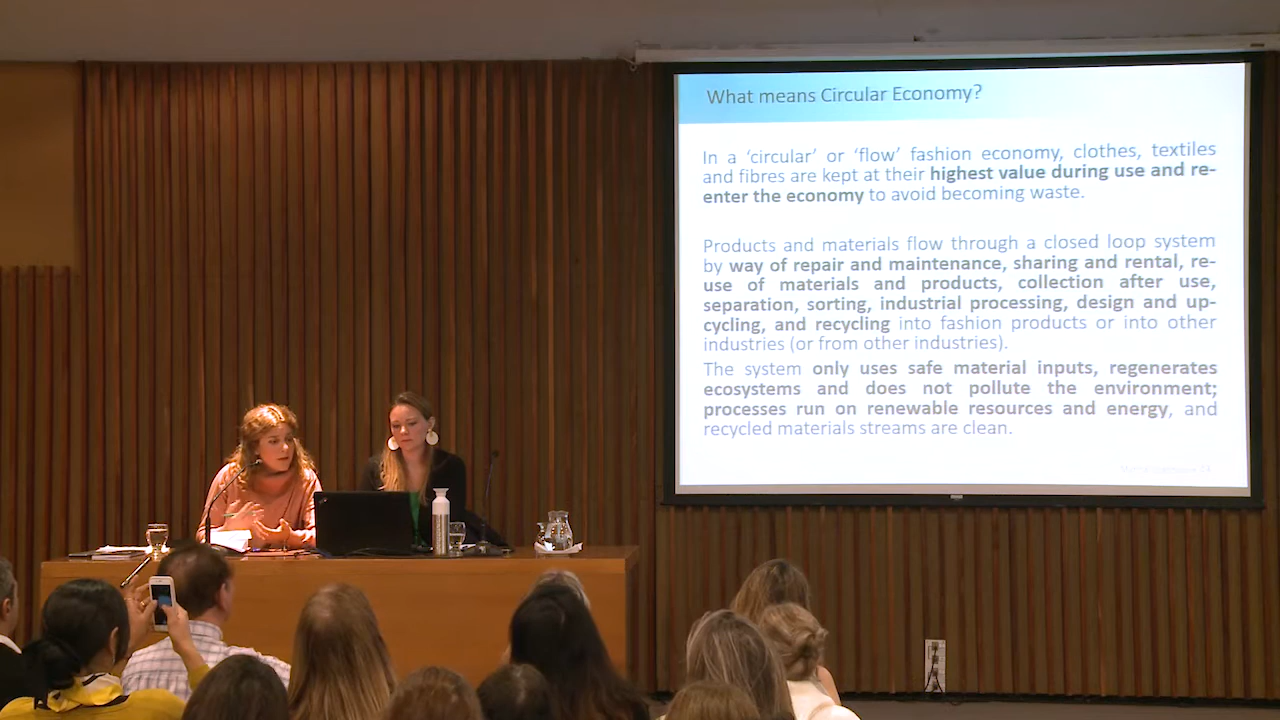 What means Circular Economy?
In a ‘circular’ or ‘flow’ fashion economy, clothes, textiles
and fibres are kept at their highest value during use and re-
enter the economy to avoid becoming waste.
Products and materials flow through a closed loop system
by way of repair and maintenance, sharing and rental, re-
use of materials and products, collection after use,
separation, sorting, industrial processing, design and up-
cycling, and recycling into fashion products or into other
industries (or from other industries).
The system only uses safe material inputs, regenerates
ecosystems and does not pollute the environment;
processes run on renewable resources and energy, and
recycled materials streams are clean.